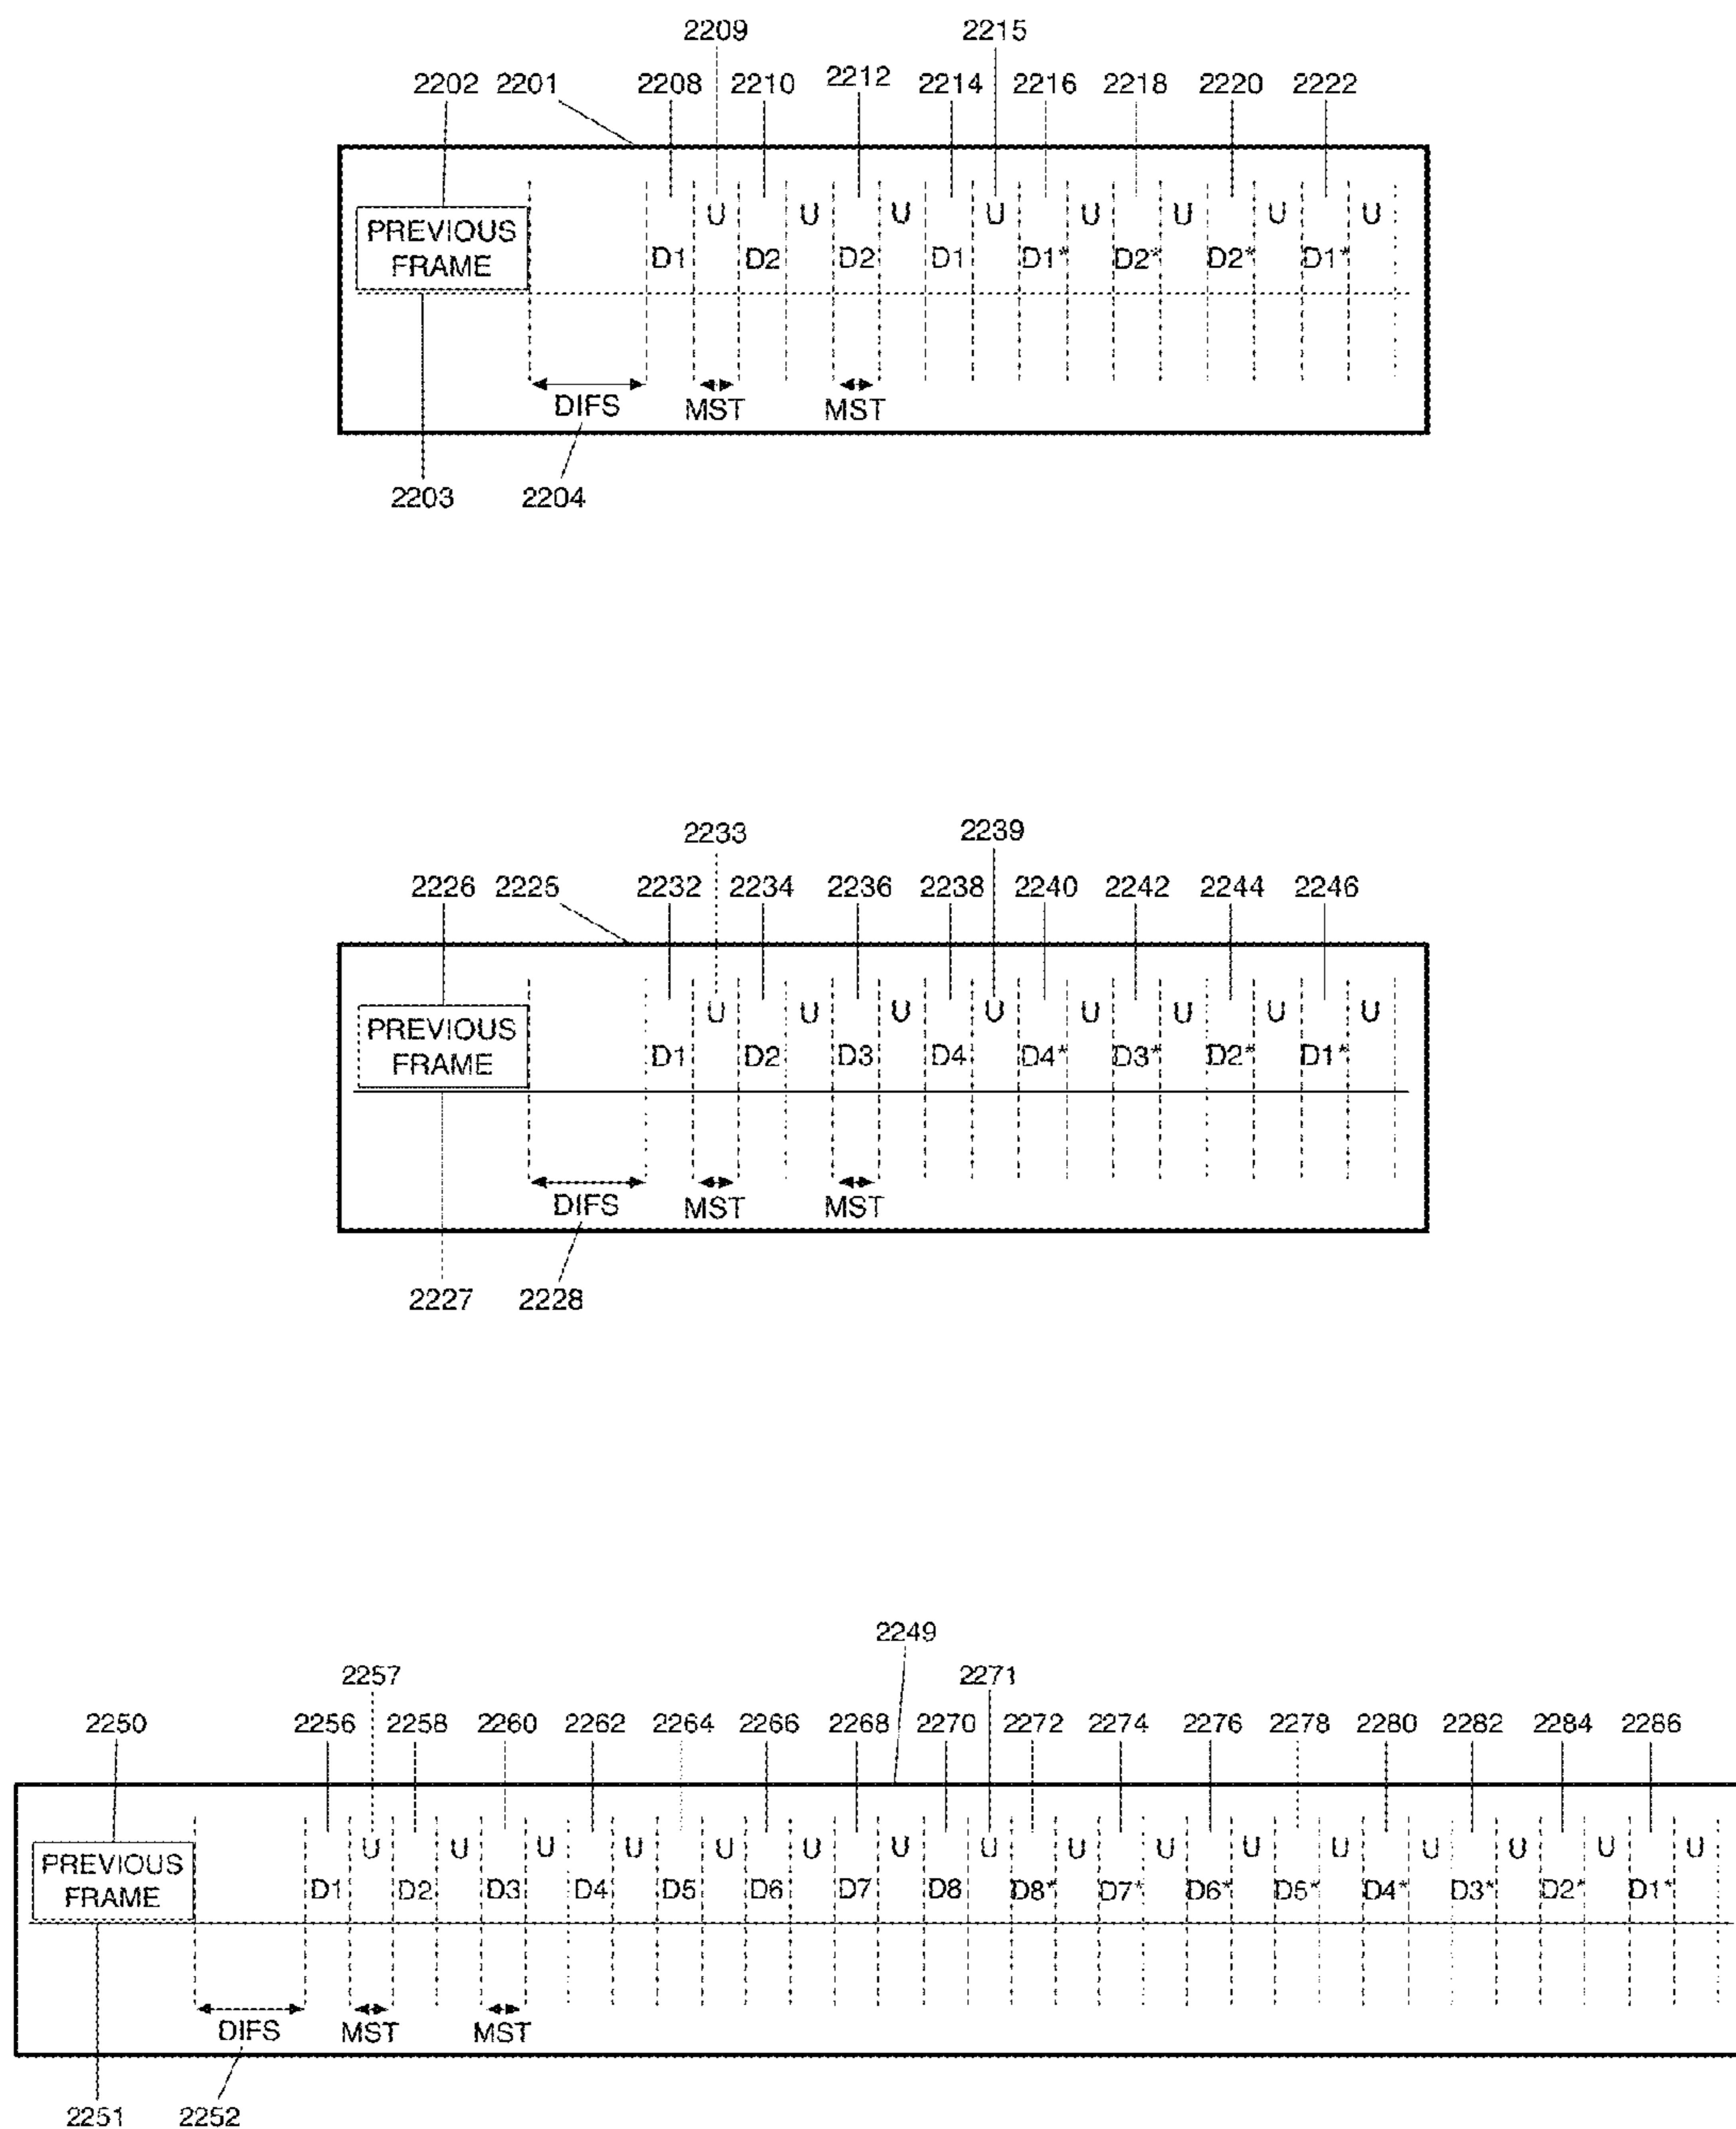 2209 2215
2202 2201 2208 2210 2212 2214 2216 2218 2220 2222
U U U U U U U U
PREVIOUS
FRAME
D1 D2 D2 D1 D1* D2* D2* D1*
DIFS MST MST
2203 2204
2233 2239
2226 2225 2232 2234 2236 2238 2240 2242 2244 2246
U U U U U U U U
PREVIOUS
FRAME
D1 D2 D3 D4 D4* D3* D2* D1*
DIFS MST MST
2227 2228
2249
2257 2271
2250 2256 2258 2260 2262 2264 2266 2268 2270 2272 2274 2276 2278 2280 2282 2284 2286
U U U U U U U U U U U U U U U U
PREVIOUS
FRAME
D1 D2 D3 D4 D5 D6 D7 D8 D8* D7* D6* D5* D4* D3* D2* D1*
DIFS MST MST
2251 2252